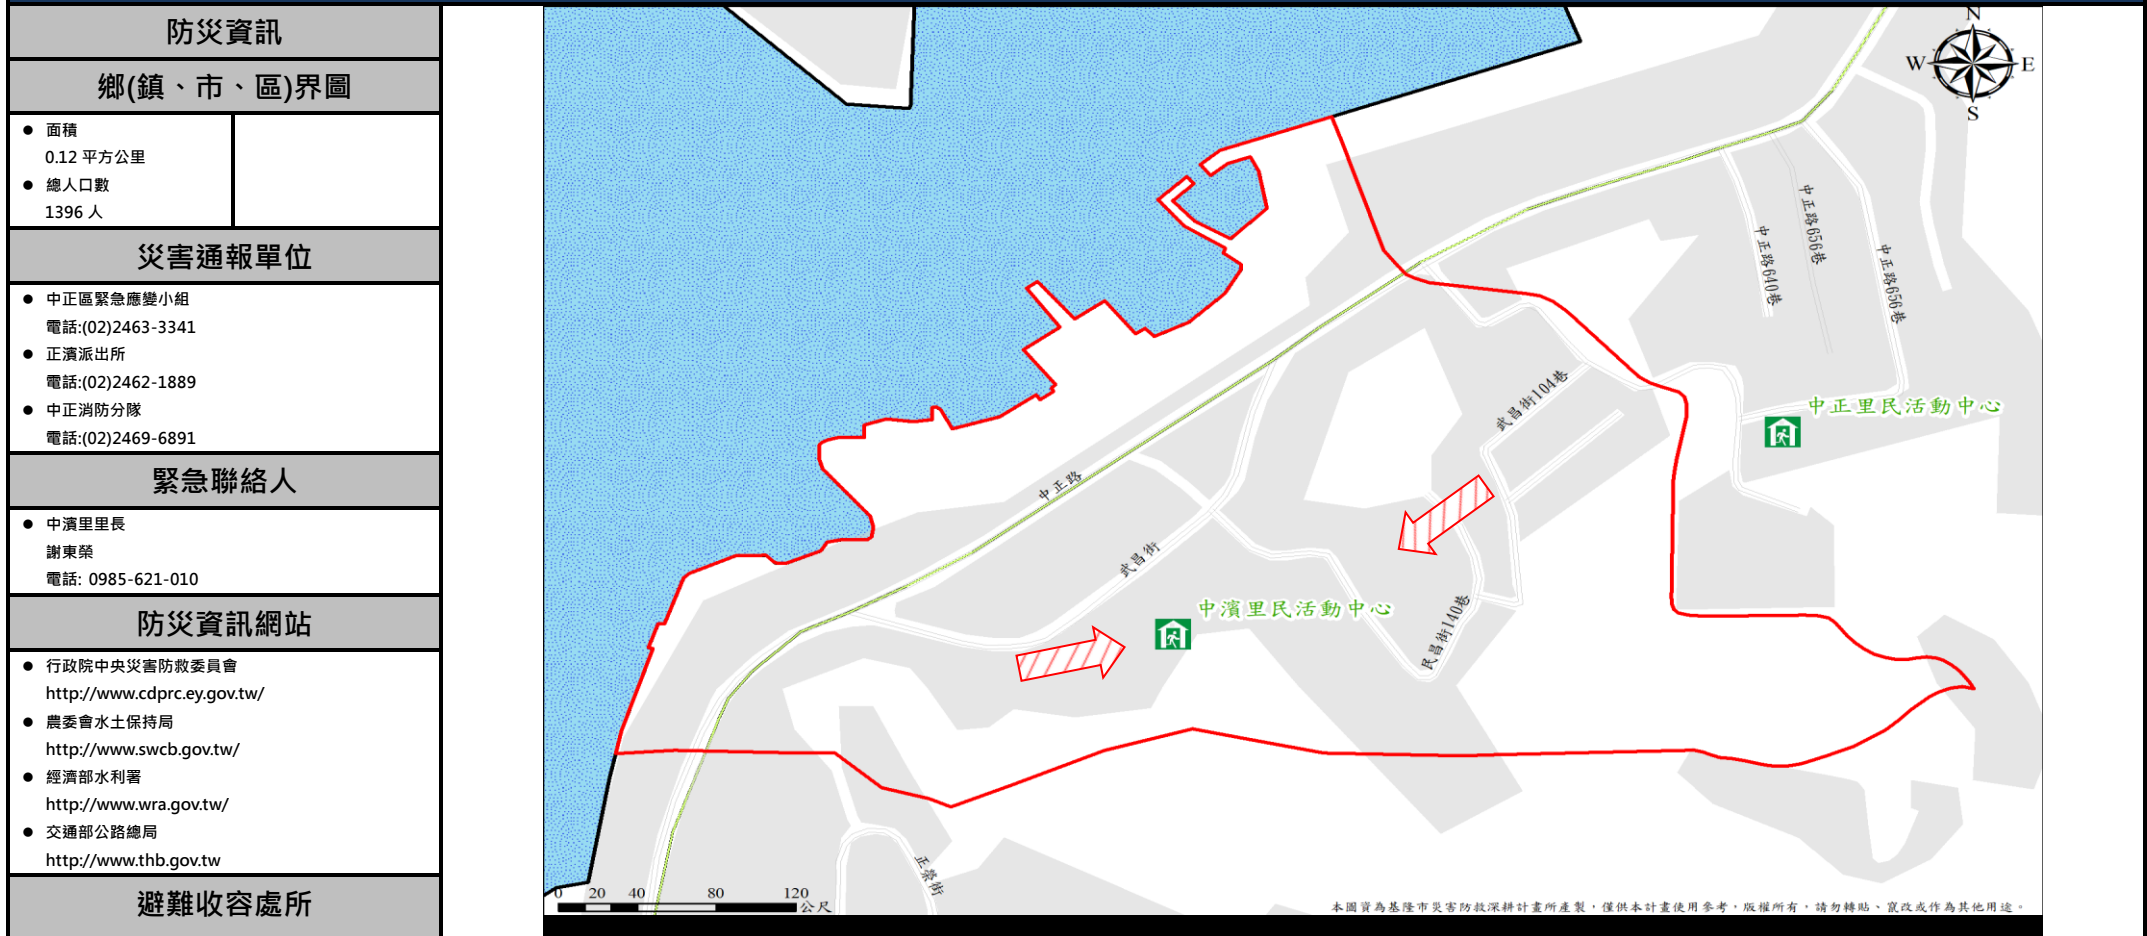 防災資訊
鄉(鎮、市、區)界圖
● 面積
0.12 平方公里
● 總人口數
1396 人
災害通報單位
● 中正區緊急應變小組
電話:(02)2463-3341
● 正濱派出所
電話:(02)2462-1889
● 中正消防分隊
電話:(02)2469-6891
緊急聯絡人
● 中濱里里長
謝東榮
電話: 0985-621-010
防災資訊網站
● 行政院中央災害防救委員會
http://www.cdprc.ey.gov.tw/
● 農委會水土保持局
http://www.swcb.gov.tw/
● 經濟部水利署
http://www.wra.gov.tw/
● 交通部公路總局
http://www.thb.gov.tw
避難收容處所
N
W
E
S
中正路656巷
中正路640巷
中正路656巷
武昌街104巷
中正里民活動中心
中正路
武昌街
中濱里民活動中心
民昌街140巷
正榮街
0 20 40 80 120
公尺
本圖資為基隆市災害防救深耕計畫所產製，僅供本計畫使用參考，版權所有，請勿轉貼、竄改或作為其他用途。